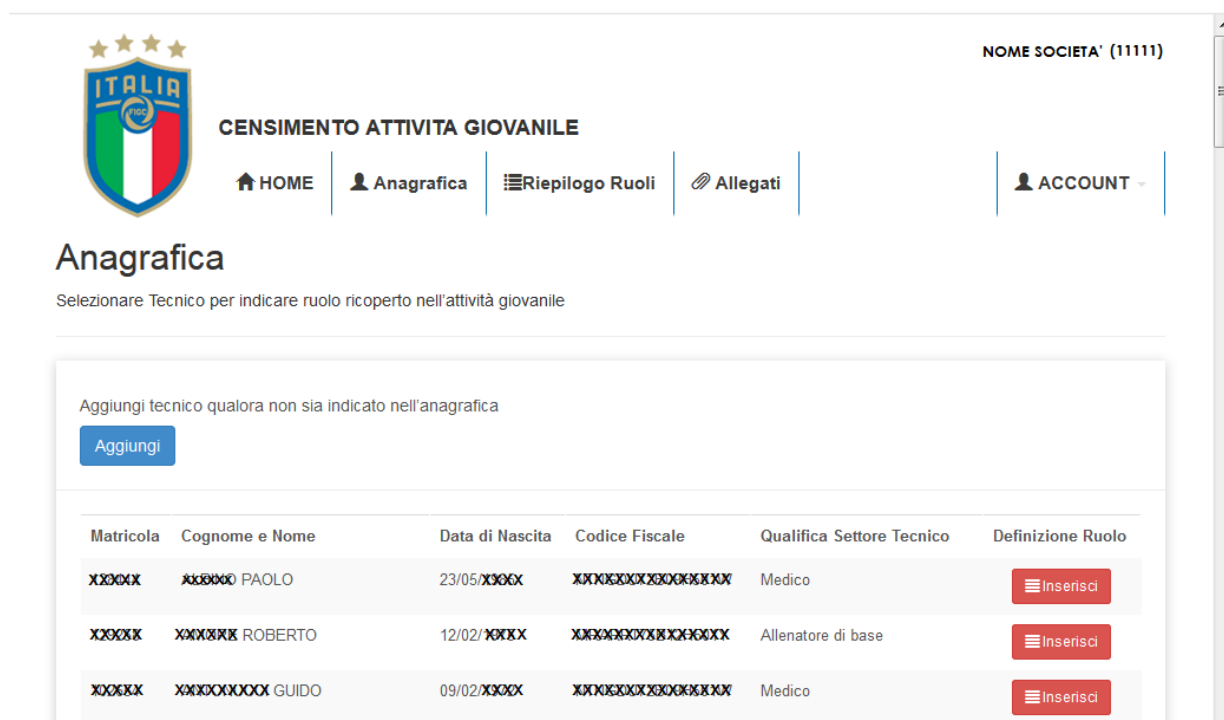 NOME SOCIETA' (11111)
ITALIA
FIGC
CENSIMENTO ATTIVITA GIOVANILE
HOME Anagrafica Riepilogo Ruoli Allegati ACCOUNT
Anagrafica
Selezionare Tecnico per indicare ruolo ricoperto nell'attività giovanile
Aggiungi tecnico qualora non sia indicato nell'anagrafica
Aggiungi
Matricola Cognome e Nome Data di Nascita Codice Fiscale Qualifica Settore Tecnico Definizione Ruolo
PAOLO 23/05/ Medico Inserisci
ROBERTO 12/02/ Allenatore di base Inserisci
GUIDO 09/02/ Medico Inserisci